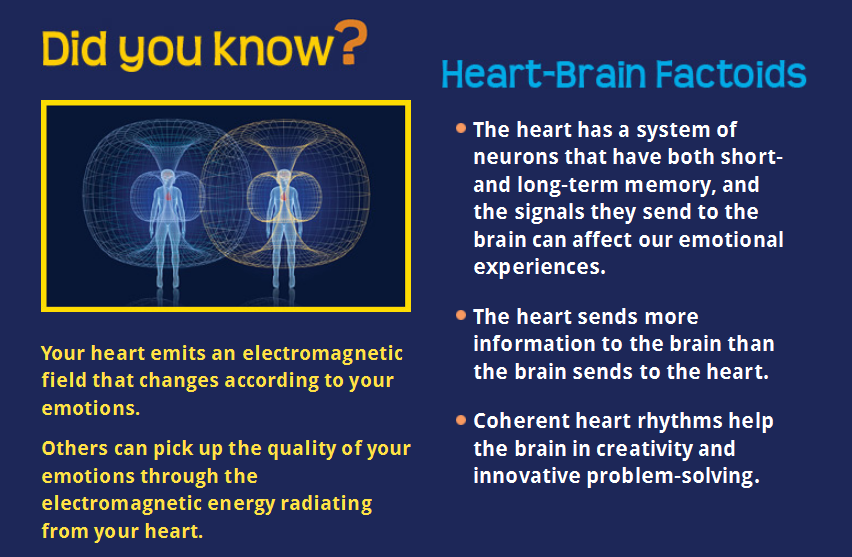 Did you know?
Your heart emits an electromagnetic
field that changes according to your
emotions.
Others can pick up the quality of your
emotions through the
electromagnetic energy radiating
from your heart.
Heart-Brain Factoids
• The heart has a system of
neurons that have both short-
and long-term memory, and
the signals they send to the
brain can affect our emotional
experiences.
• The heart sends more
information to the brain than
the brain sends to the heart.
• Coherent heart rhythms help
the brain in creativity and
innovative problem-solving.